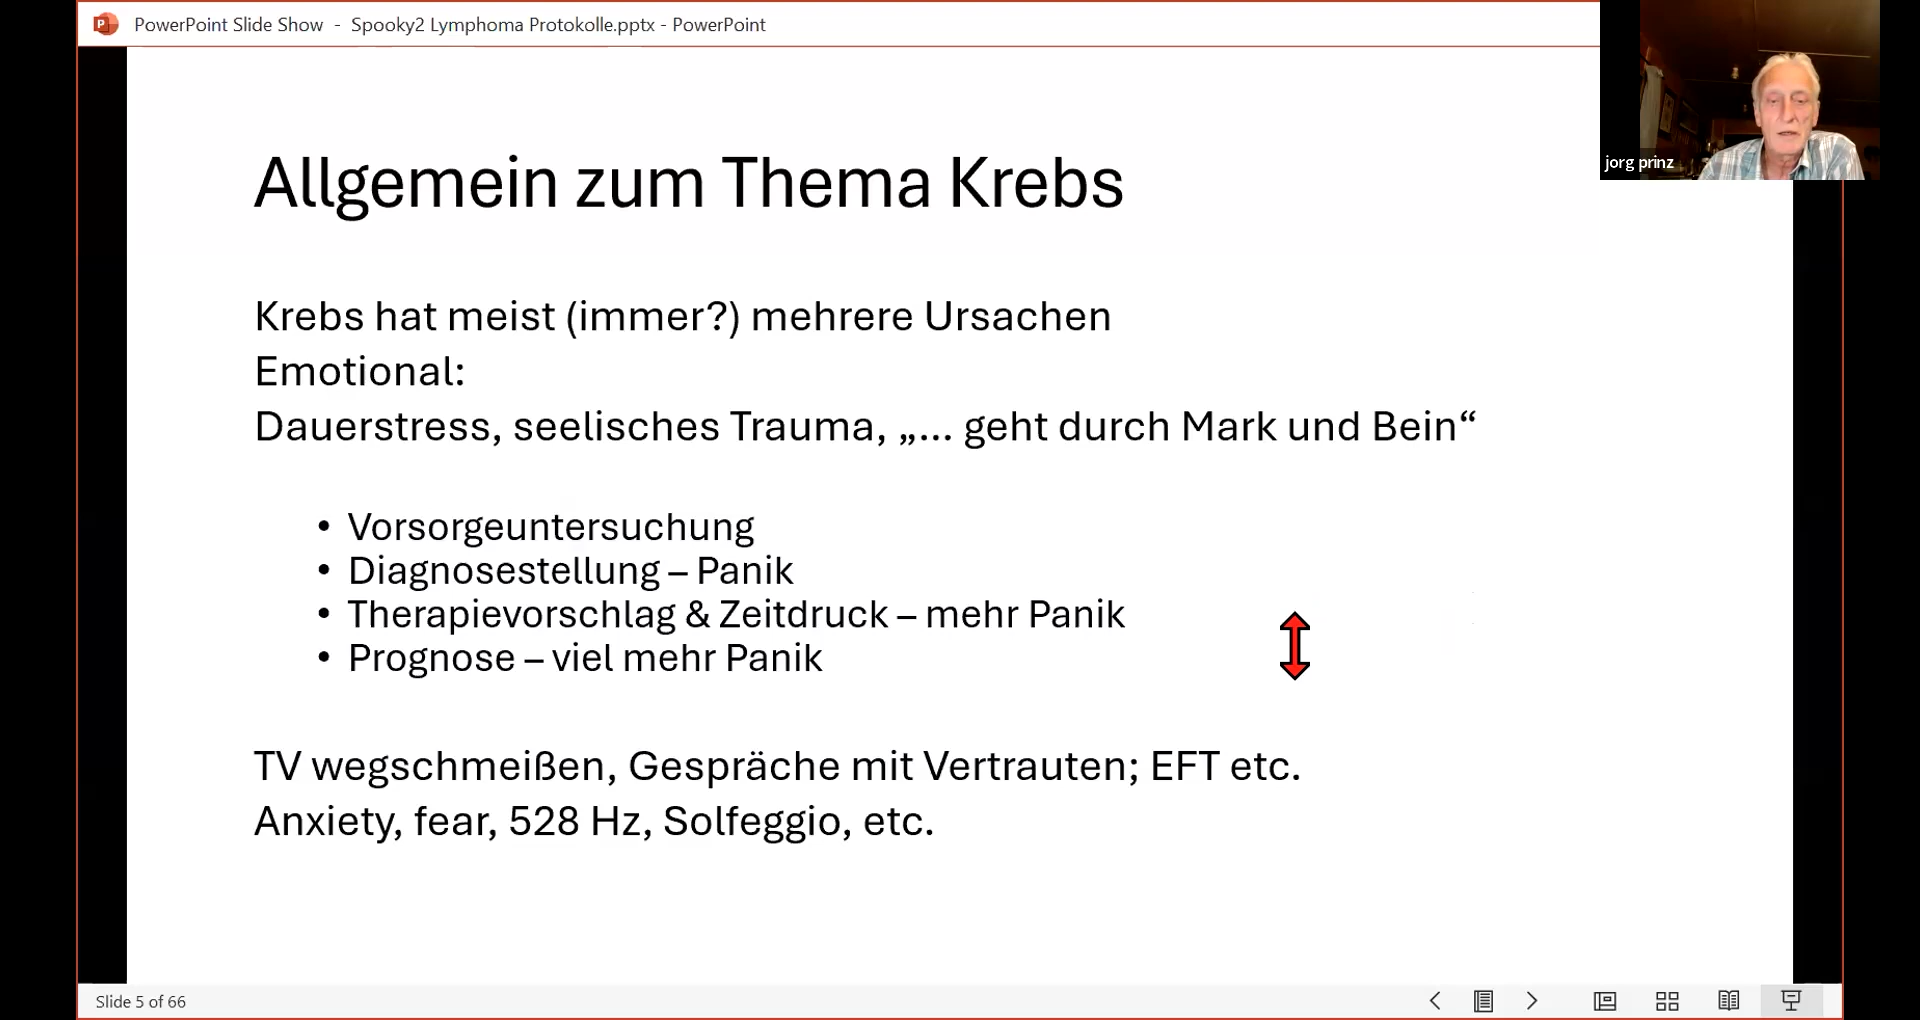 PowerPoint Slide Show - Spooky2 Lymphoma Protokolle.pptx - PowerPoint
jorg prinz
Allgemein zum Thema Krebs
Krebs hat meist (immer?) mehrere Ursachen
Emotional:
Dauerstress, seelisches Trauma, „… geht durch Mark und Bein“
• Vorsorgeuntersuchung
• Diagnosestellung – Panik
• Therapievorschlag & Zeitdruck – mehr Panik
• Prognose – viel mehr Panik
TV wegschmeißen, Gespräche mit Vertrauten; EFT etc.
Anxiety, fear, 528 Hz, Solfeggio, etc.
Slide 5 of 66